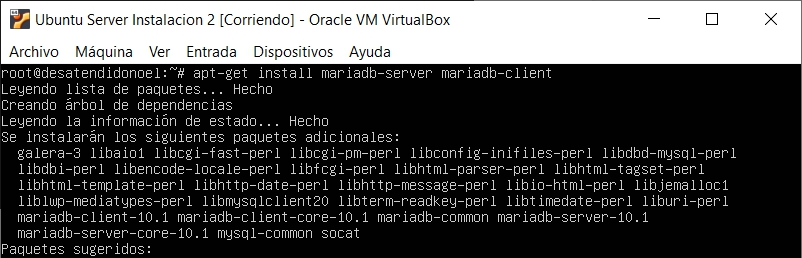 Ubuntu Server Instalacion 2 [Corriendo] - Oracle VM VirtualBox
Archivo Máquina Ver Entrada Dispositivos Ayuda
root@desatendidonoel:~# apt-get install mariadb-server mariadb-client
Leyendo lista de paquetes... Hecho
Creando árbol de dependencias
Leyendo la información de estado... Hecho
Se instalarán los siguientes paquetes adicionales:
galera-3 libaio1 libcgi-fast-perl libcgi-pm-perl libconfig-inifiles-perl libdbd-mysql-perl
libdbi-perl libencode-locale-perl libfcgi-perl libhtml-parser-perl libhtml-tagset-perl
libhtml-template-perl libhttp-date-perl libhttp-message-perl libio-html-perl libjemalloc1
liblwp-mediatypes-perl libmysqlclient20 libterm-readkey-perl libtimedate-perl liburi-perl
mariadb-client-10.1 mariadb-client-core-10.1 mariadb-common mariadb-server-10.1
mariadb-server-core-10.1 mysql-common socat
Paquetes sugeridos: